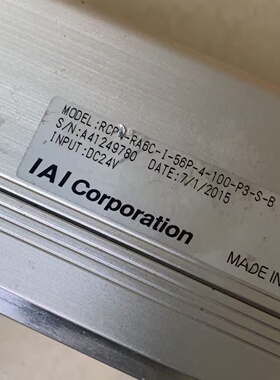 MODEL:RCP4-RA6C-I-56P-4-100-P3-S-B
S/N:A41249780 DATE:7/1/2015
INPUT:DC24V
IAI Corporation
MADE IN